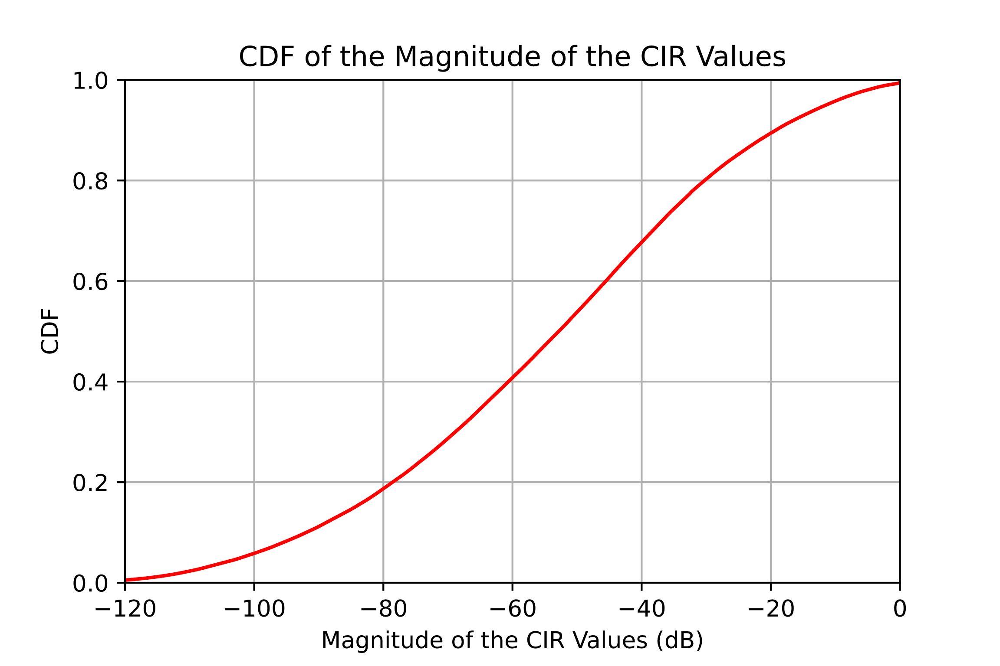 CDF of the Magnitude of the CIR Values
1.0
0.8
0.6
0.4
0.2
0.0
CDF
−120 −100 −80 −60 −40 −20 0
Magnitude of the CIR Values (dB)